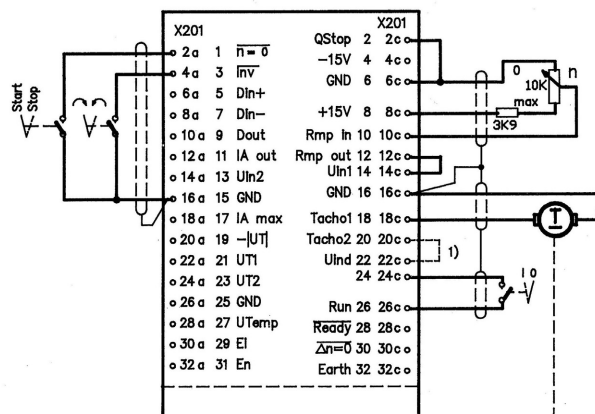 X201 X201
2a 1 n=0 QStop 2 2c
4a 3 Inv -15V 4 4c
6a 5 Din+ GND 6 6c
8a 7 Din- +15V 8 8c
10a 9 Dout Rmp in 10 10c
12a 11 IA out Rmp out 12 12c
14a 13 UIn2 UIn1 14 14c
16a 15 GND GND 16 16c
18a 17 IA max Tacho1 18 18c
20a 19 -|UT| Tacho2 20 20c
22a 21 UT1 UInd 22 22c
24a 23 UT2 24 24c
26a 25 GND Run 26 26c
28a 27 UTemp Ready 28 28c
30a 29 EI Δn=0 30 30c
32a 31 En Earth 32 32c
Start
Stop
0
n
10K
max
3K9
1)
I 0
T